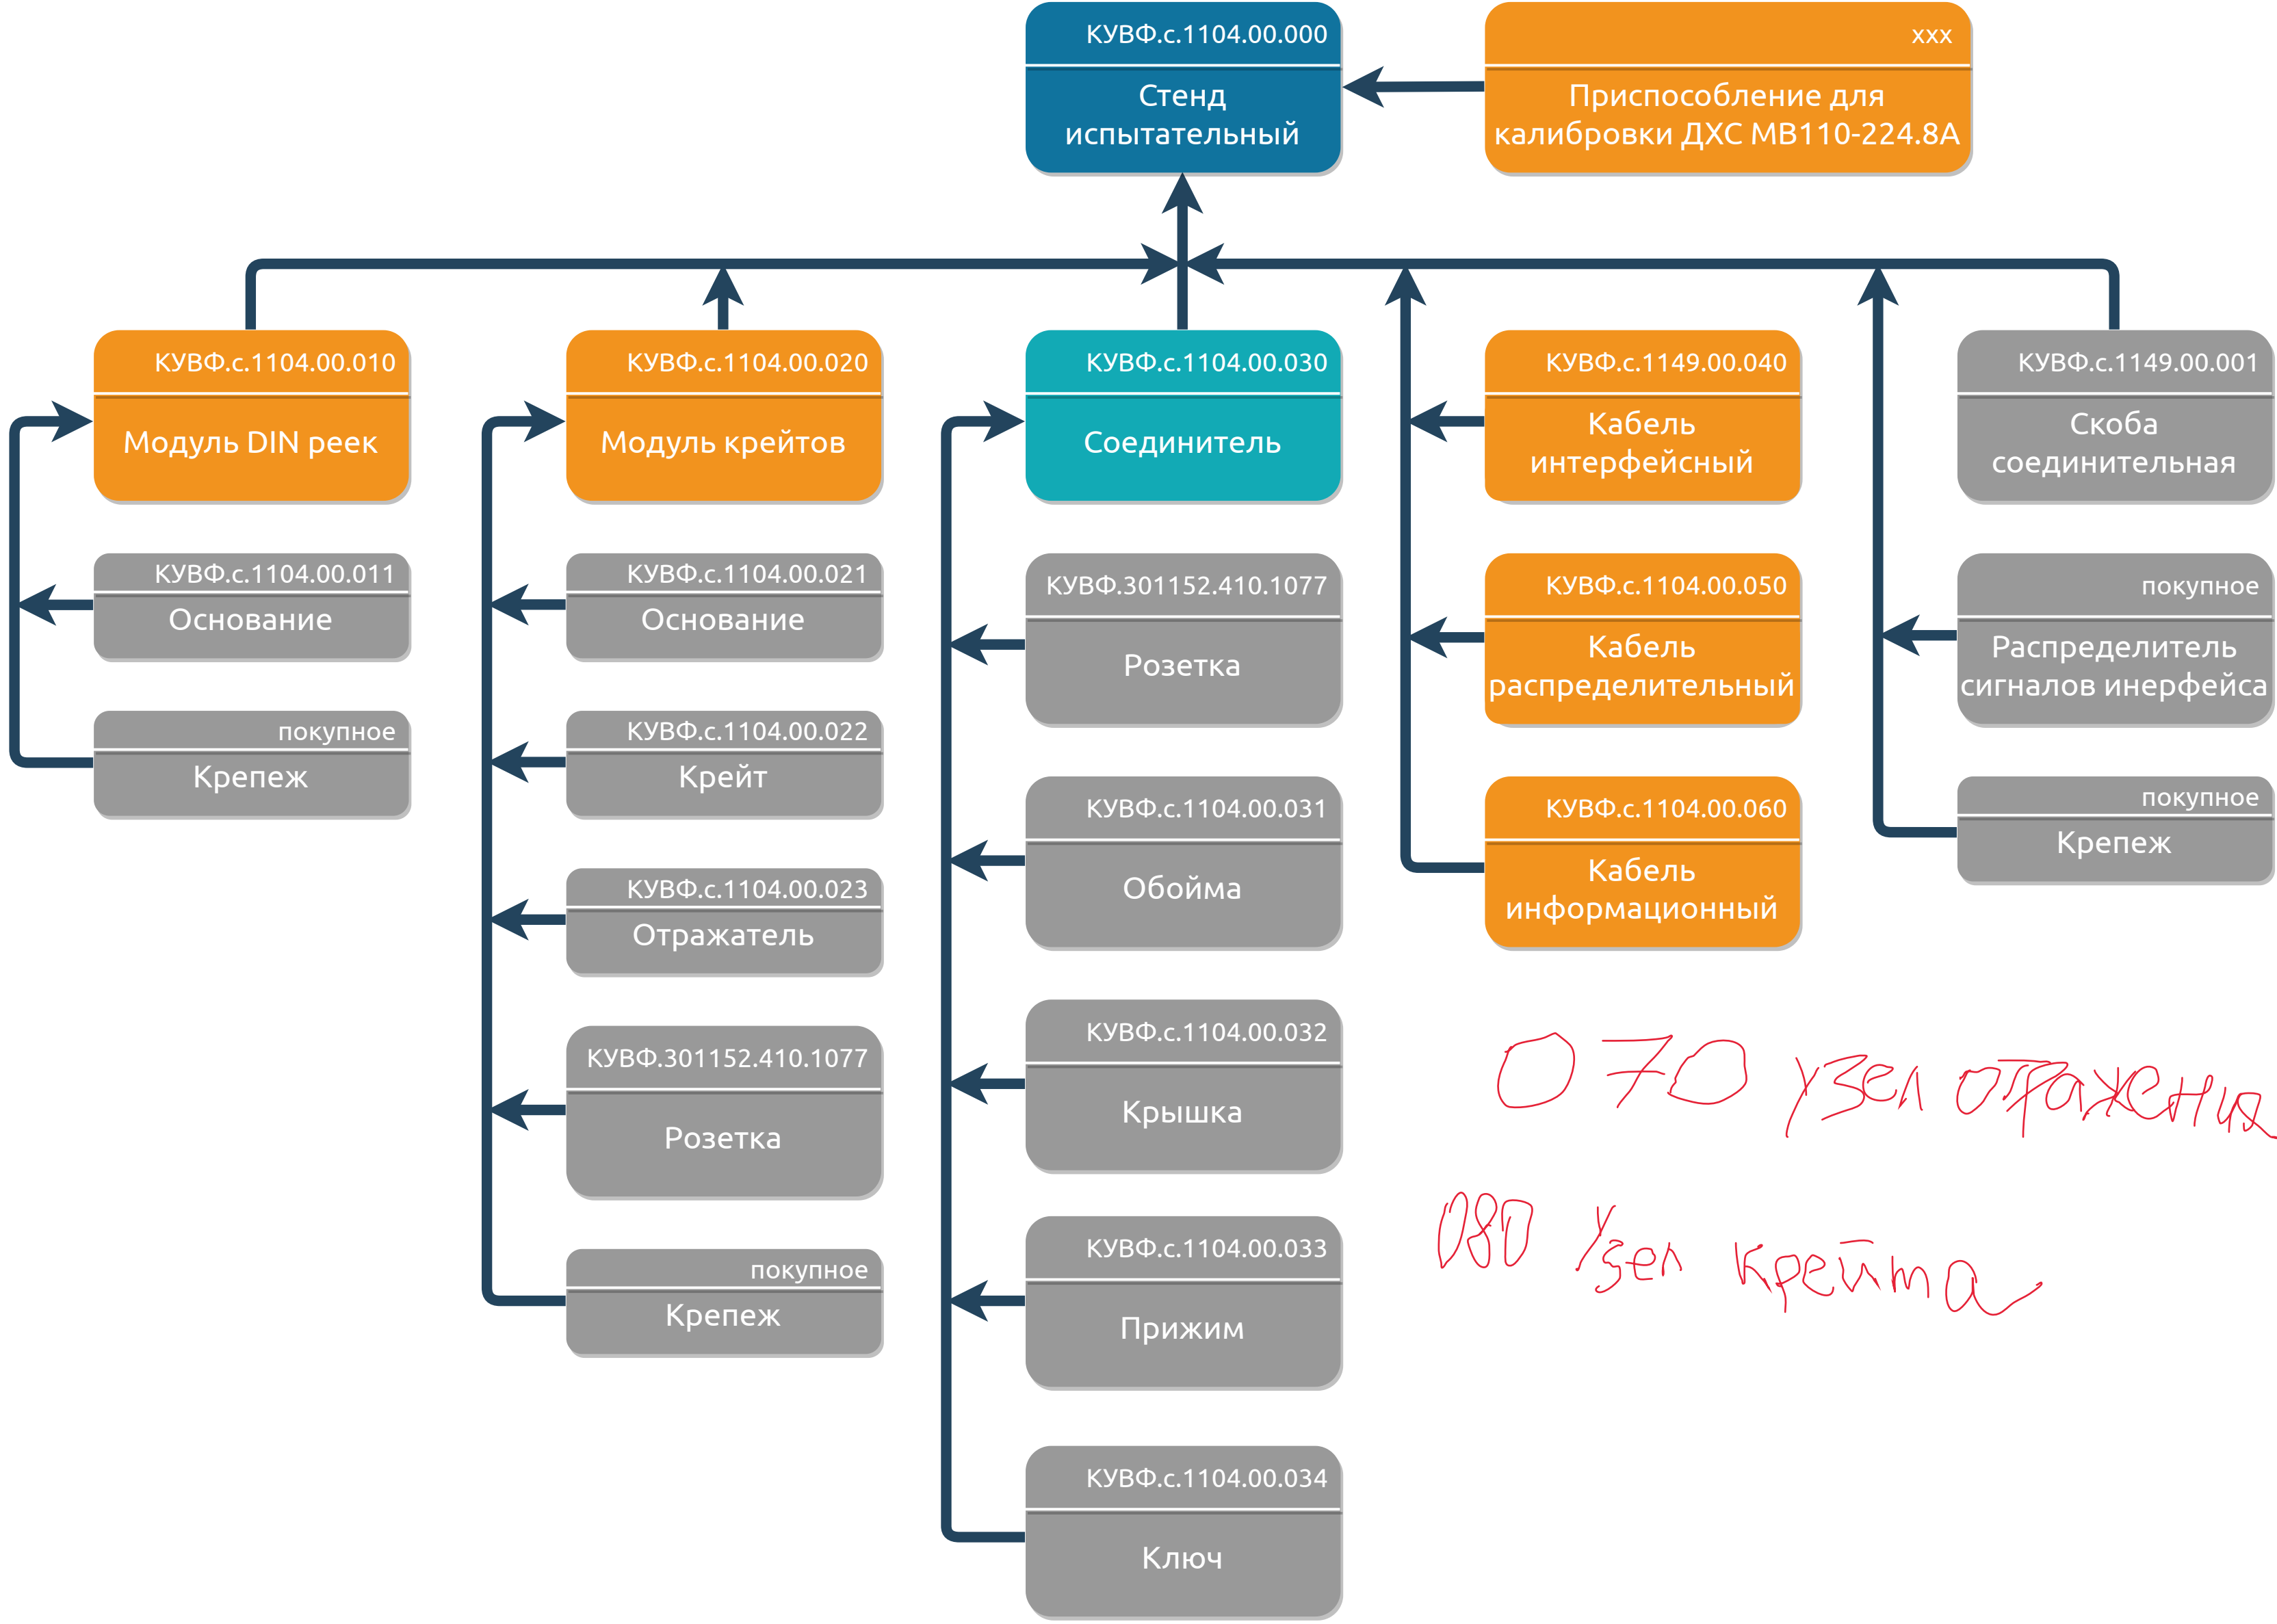 КУВФ.с.1104.00.000
Стенд
испытательный
xxx
Приспособление для
калибровки ДХС МВ110-224.8А
КУВФ.с.1104.00.010
Модуль DIN реек
КУВФ.с.1104.00.011
Основание
покупное
Крепеж
КУВФ.с.1104.00.020
Модуль крейтов
КУВФ.с.1104.00.021
Основание
КУВФ.с.1104.00.022
Крейт
КУВФ.с.1104.00.023
Отражатель
КУВФ.301152.410.1077
Розетка
покупное
Крепеж
КУВФ.с.1104.00.030
Соединитель
КУВФ.301152.410.1077
Розетка
КУВФ.с.1104.00.031
Обойма
КУВФ.с.1104.00.032
Крышка
КУВФ.с.1104.00.033
Прижим
КУВФ.с.1104.00.034
Ключ
КУВФ.с.1149.00.040
Кабель
интерфейсный
КУВФ.с.1104.00.050
Кабель
распределительный
КУВФ.с.1104.00.060
Кабель
информационный
КУВФ.с.1149.00.001
Скоба
соединительная
покупное
Распределитель
сигналов инерфейса
покупное
Крепеж
070 узел отражения
080 Узел крейта